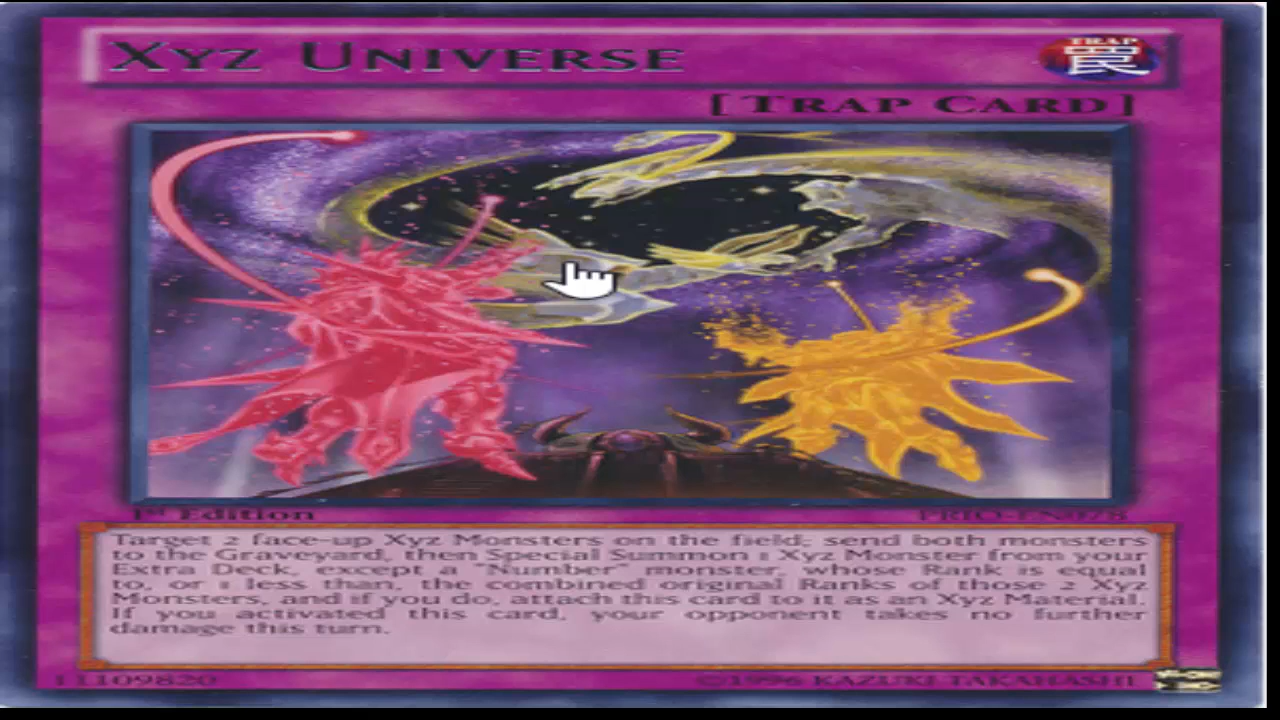 XYZ UNIVERSE
TRAP
罠
[TRAP CARD]
1st Edition
PRIO-EN078
Target 2 face-up Xyz Monsters on the field; send both monsters
to the Graveyard, then Special Summon 1 Xyz Monster from your
Extra Deck, except a "Number" monster, whose Rank is equal
to, or 1 less than, the combined original Ranks of those 2 Xyz
Monsters, and if you do, attach this card to it as an Xyz Material.
If you activated this card, your opponent takes no further
damage this turn.
11109820
©1996 KAZUKI TAKAHASHI